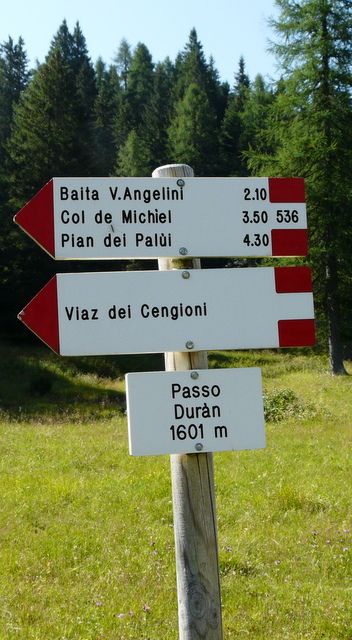 Baita V.Angelini 2.10
Col de Michiel 3.50 536
Pian dei Palùi 4.30
Viaz dei Cengioni
Passo
Duràn
1601 m